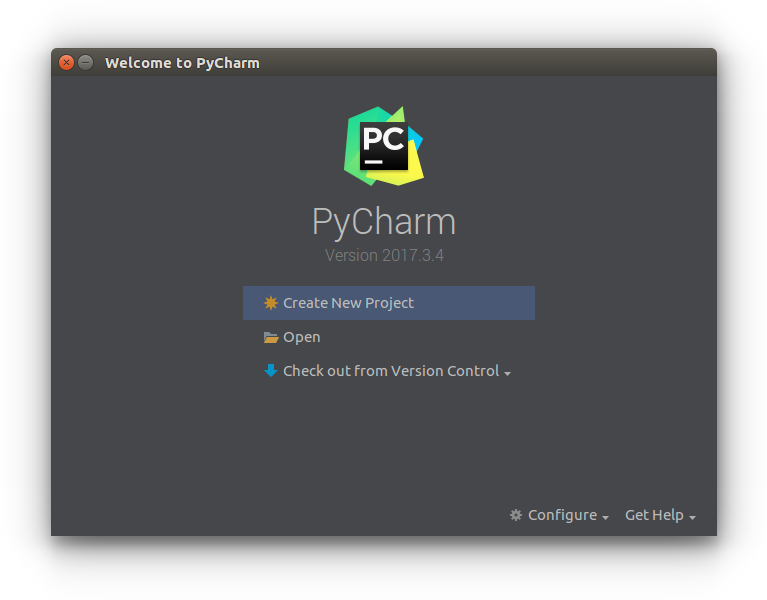 Welcome to PyCharm
PC
PyCharm
Version 2017.3.4
Create New Project
Open
Check out from Version Control
Configure Get Help